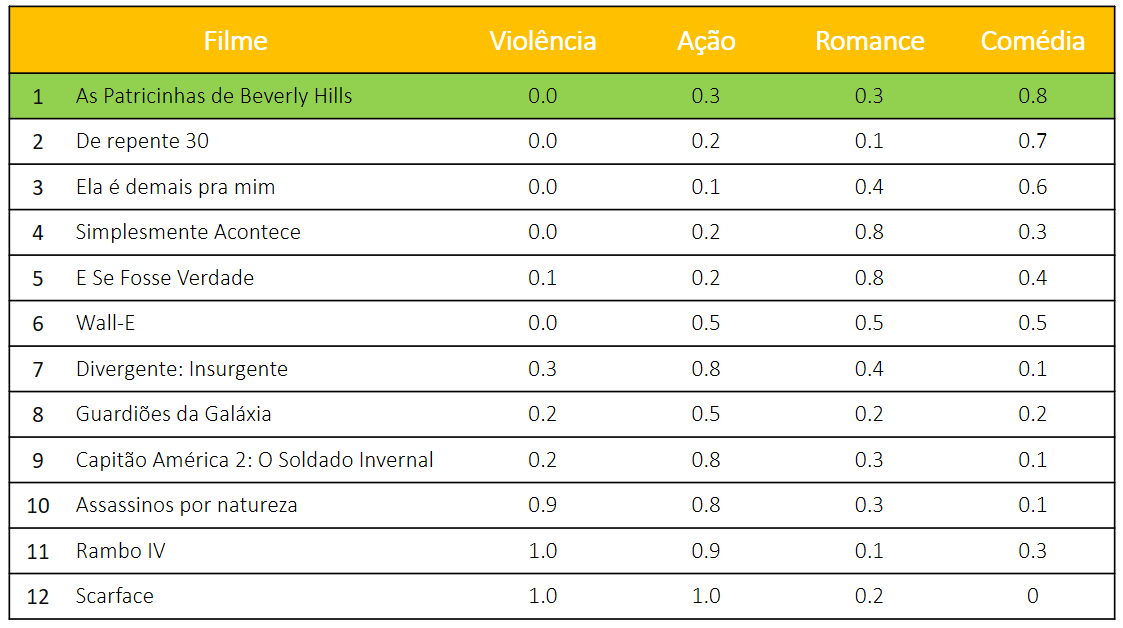 Filme Violência Ação Romance Comédia
1 As Patricinhas de Beverly Hills 0.0 0.3 0.3 0.8
2 De repente 30 0.0 0.2 0.1 0.7
3 Ela é demais pra mim 0.0 0.1 0.4 0.6
4 Simplesmente Acontece 0.0 0.2 0.8 0.3
5 E Se Fosse Verdade 0.1 0.2 0.8 0.4
6 Wall-E 0.0 0.5 0.5 0.5
7 Divergente: Insurgente 0.3 0.8 0.4 0.1
8 Guardiões da Galáxia 0.2 0.5 0.2 0.2
9 Capitão América 2: O Soldado Invernal 0.2 0.8 0.3 0.1
10 Assassinos por natureza 0.9 0.8 0.3 0.1
11 Rambo IV 1.0 0.9 0.1 0.3
12 Scarface 1.0 1.0 0.2 0